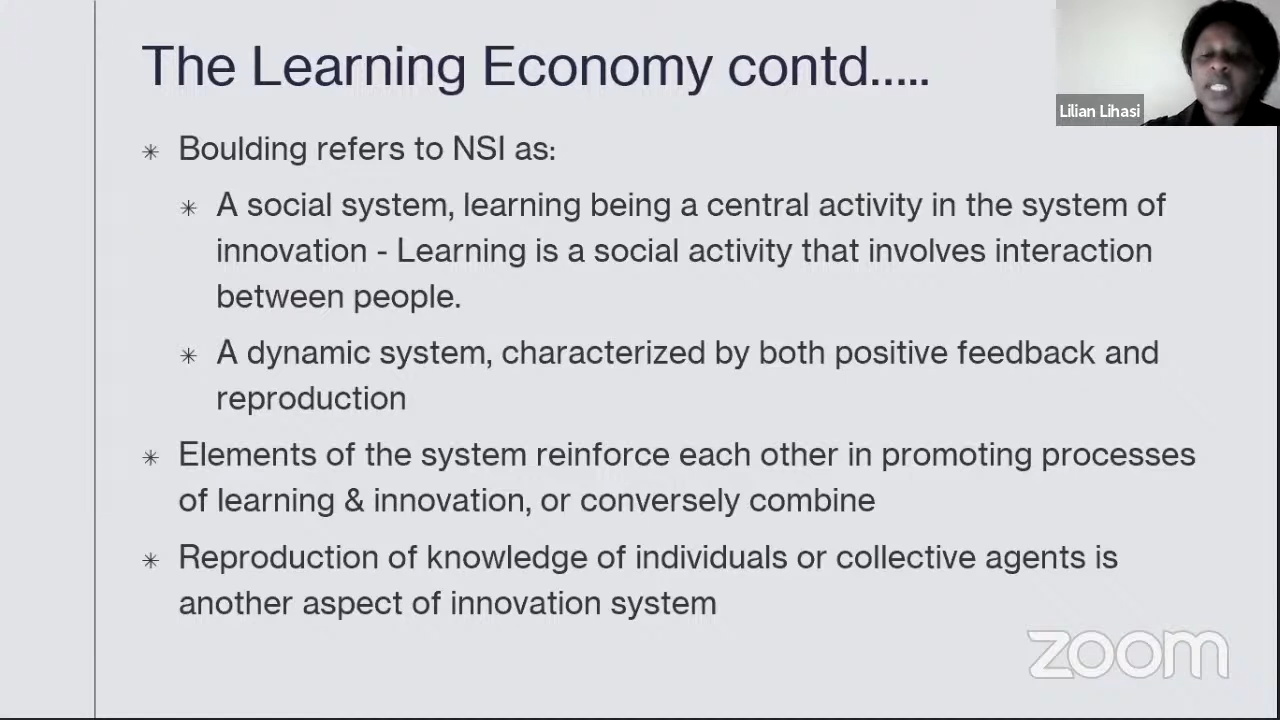 The Learning Economy contd.....
Lilian Lihasi
Boulding refers to NSI as:
A social system, learning being a central activity in the system of
innovation - Learning is a social activity that involves interaction
between people.
A dynamic system, characterized by both positive feedback and
reproduction
Elements of the system reinforce each other in promoting processes
of learning & innovation, or conversely combine
Reproduction of knowledge of individuals or collective agents is
another aspect of innovation system
zoom